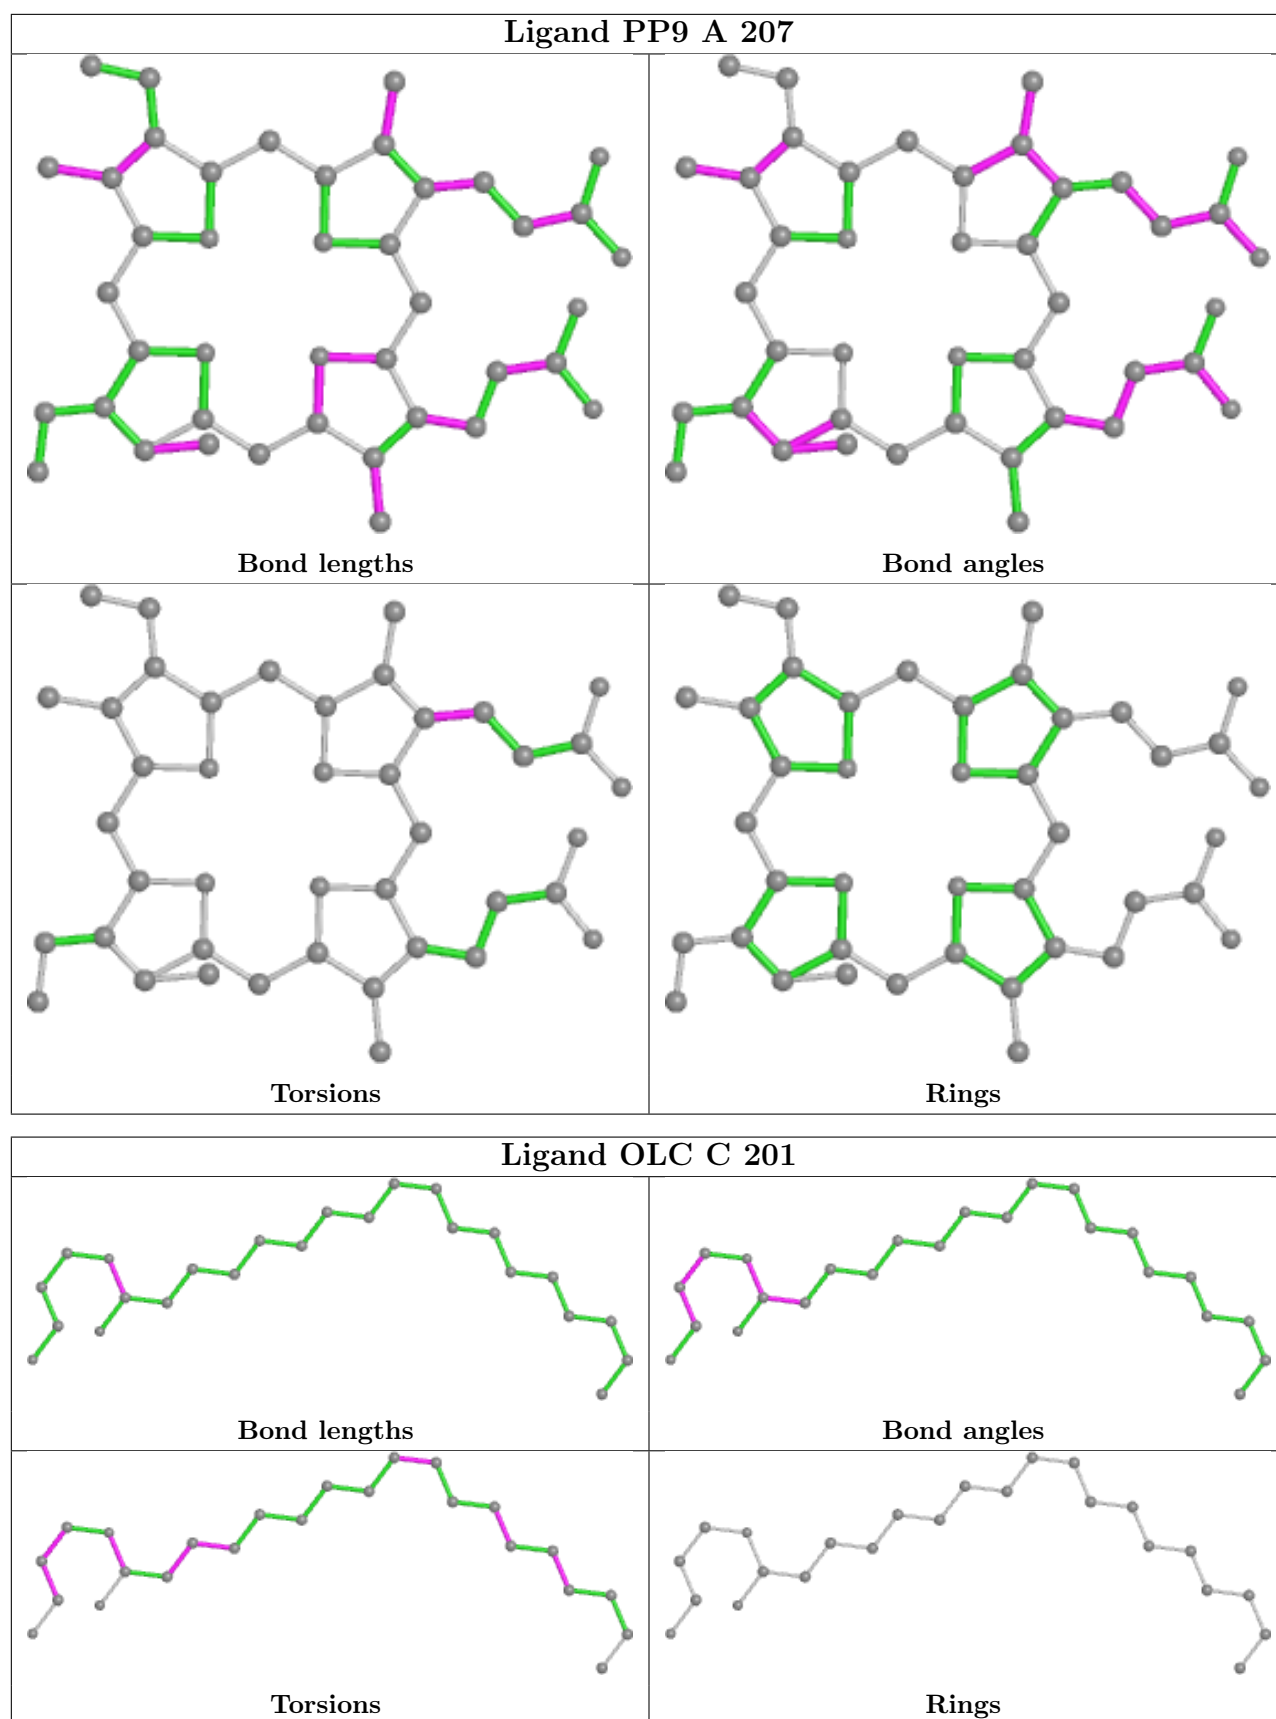 Ligand PP9 A 207
Bond lengths
Bond angles
Torsions
Rings
Ligand OLC C 201
Bond lengths
Bond angles
Torsions
Rings